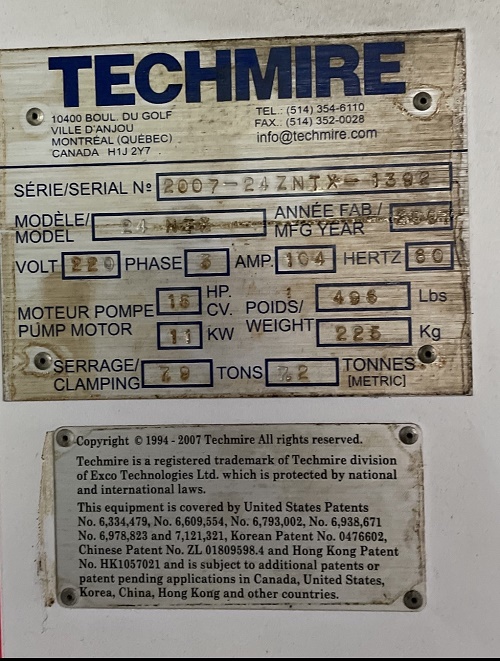 TECHMIRE
10400 BOUL. DU GOLF
VILLE D'ANJOU
MONTRÉAL (QUÉBEC)
CANADA H1J 2Y7
TEL.: (514) 354-6110
FAX.: (514) 352-0028
info@techmire.com
SÉRIE/SERIAL Nº 2007-24ZNTX-1392
MODÈLE/MODEL 24 NTX
ANNÉE FAB./MFG YEAR
VOLT 220 PHASE 3 AMP. 104 HERTZ 60
MOTEUR POMPE 15 HP. CV.
PUMP MOTOR 11 KW
POIDS/WEIGHT 496 Lbs
225 Kg
SERRAGE/CLAMPING 79 TONS 72 TONNES [METRIC]
Copyright © 1994 - 2007 Techmire All rights reserved.
Techmire is a registered trademark of Techmire division
of Exco Technologies Ltd. which is protected by national
and international laws.
This equipment is covered by United States Patents
No. 6,334,479, No. 6,609,554, No. 6,793,002, No. 6,938,671
No. 6,978,823 and 7,121,321, Korean Patent No. 0476602,
Chinese Patent No. ZL 01809598.4 and Hong Kong Patent
No. HK1057021 and is subject to additional patents or
patent pending applications in Canada, United States,
Korea, China, Hong Kong and other countries.